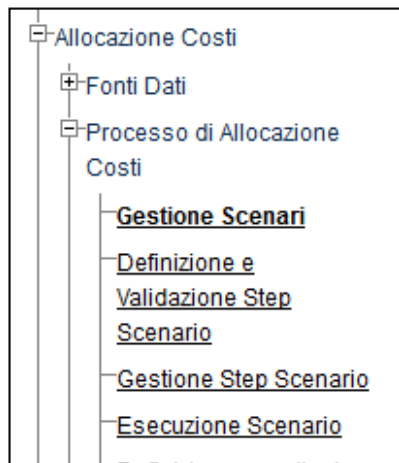 Allocazione Costi
Fonti Dati
Processo di Allocazione
Costi
Gestione Scenari
Definizione e
Validazione Step
Scenario
Gestione Step Scenario
Esecuzione Scenario